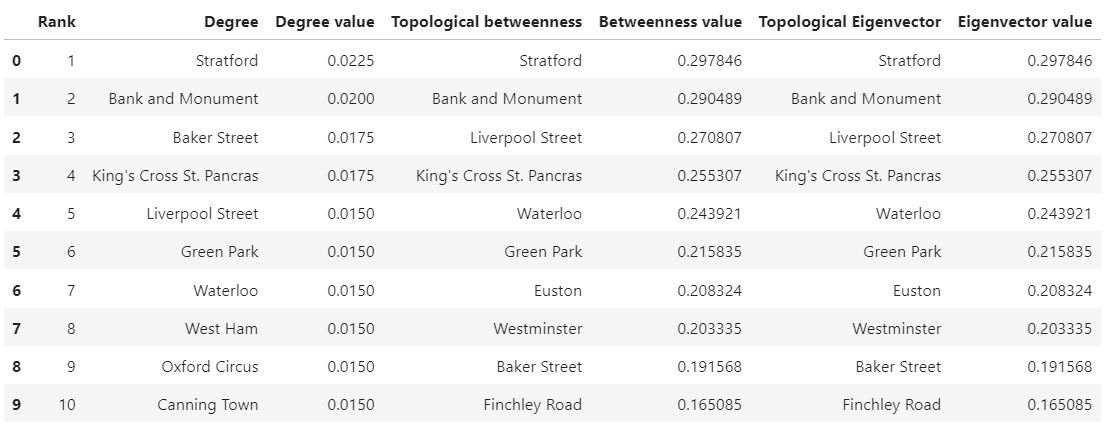 Rank Degree Degree value Topological betweenness Betweenness value Topological Eigenvector Eigenvector value
0 1 Stratford 0.0225 Stratford 0.297846 Stratford 0.297846
1 2 Bank and Monument 0.0200 Bank and Monument 0.290489 Bank and Monument 0.290489
2 3 Baker Street 0.0175 Liverpool Street 0.270807 Liverpool Street 0.270807
3 4 King's Cross St. Pancras 0.0175 King's Cross St. Pancras 0.255307 King's Cross St. Pancras 0.255307
4 5 Liverpool Street 0.0150 Waterloo 0.243921 Waterloo 0.243921
5 6 Green Park 0.0150 Green Park 0.215835 Green Park 0.215835
6 7 Waterloo 0.0150 Euston 0.208324 Euston 0.208324
7 8 West Ham 0.0150 Westminster 0.203335 Westminster 0.203335
8 9 Oxford Circus 0.0150 Baker Street 0.191568 Baker Street 0.191568
9 10 Canning Town 0.0150 Finchley Road 0.165085 Finchley Road 0.165085